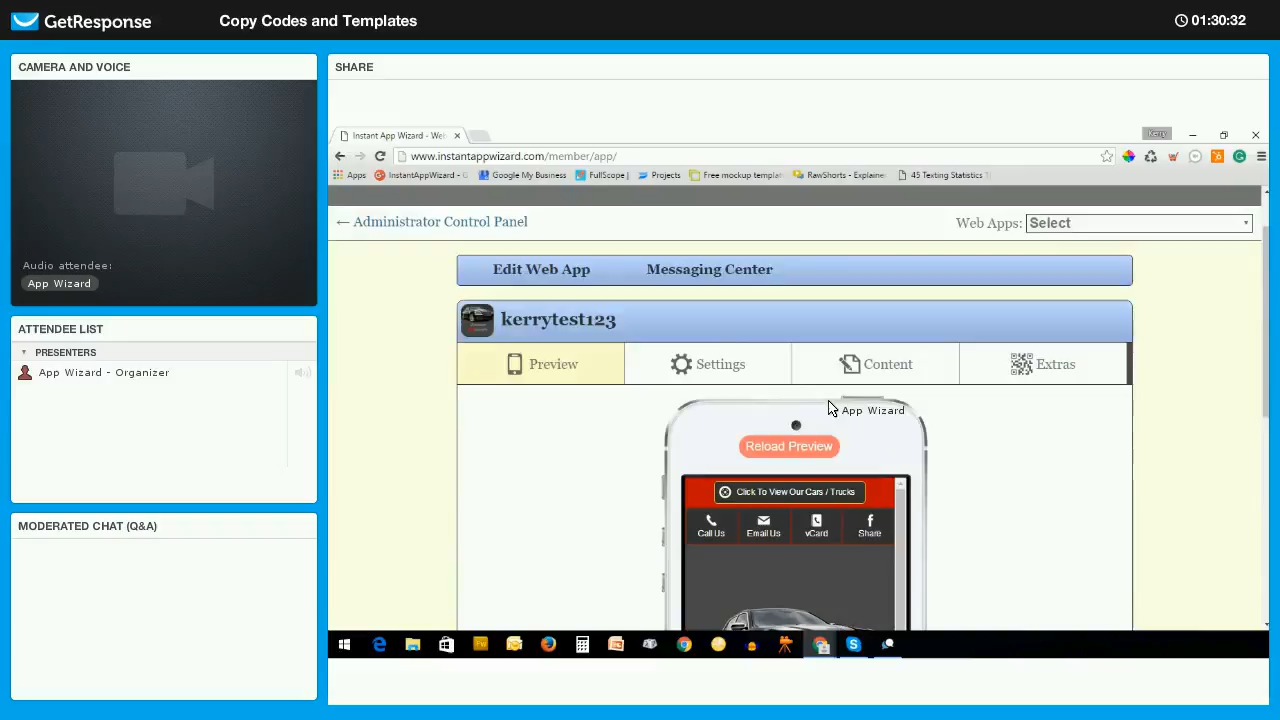 GetResponse
Copy Codes and Templates
01:30:32
CAMERA AND VOICE
Audio attendee:
App Wizard
ATTENDEE LIST
PRESENTERS
App Wizard - Organizer
MODERATED CHAT (Q&A)
SHARE
Instant App Wizard - Web
Kerry
www.instantappwizard.com/member/app/
Apps
InstantAppWizard - G
Google My Business
FullScope |
Projects
Free mockup templat
RawShorts - Explaine
45 Texting Statistics T
← Administrator Control Panel
Web Apps:
Select
Edit Web App
Messaging Center
kerrytest123
Preview
Settings
Content
Extras
App Wizard
Reload Preview
Click To View Our Cars / Trucks
Call Us
Email Us
vCard
Share